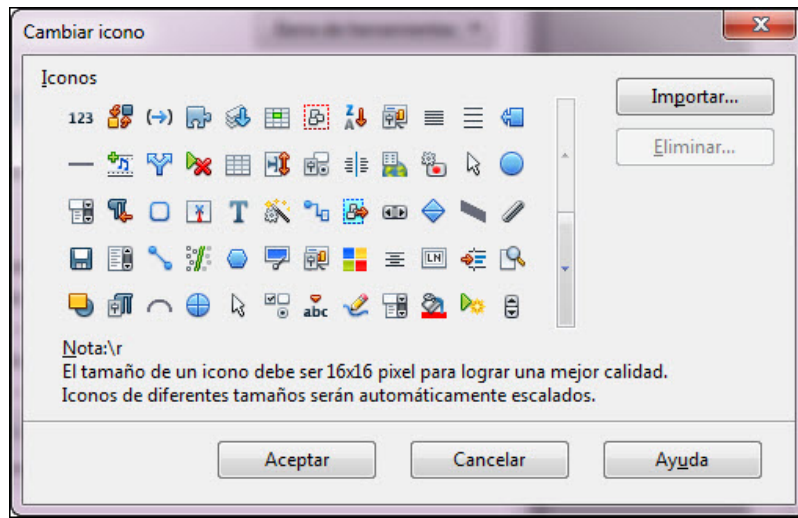 Cambiar icono
Iconos
Importar...
Eliminar...
123
Z
A
T
LN
abc
Nota:\r
El tamaño de un icono debe ser 16x16 pixel para lograr una mejor calidad.
Iconos de diferentes tamaños serán automáticamente escalados.
Aceptar
Cancelar
Ayuda